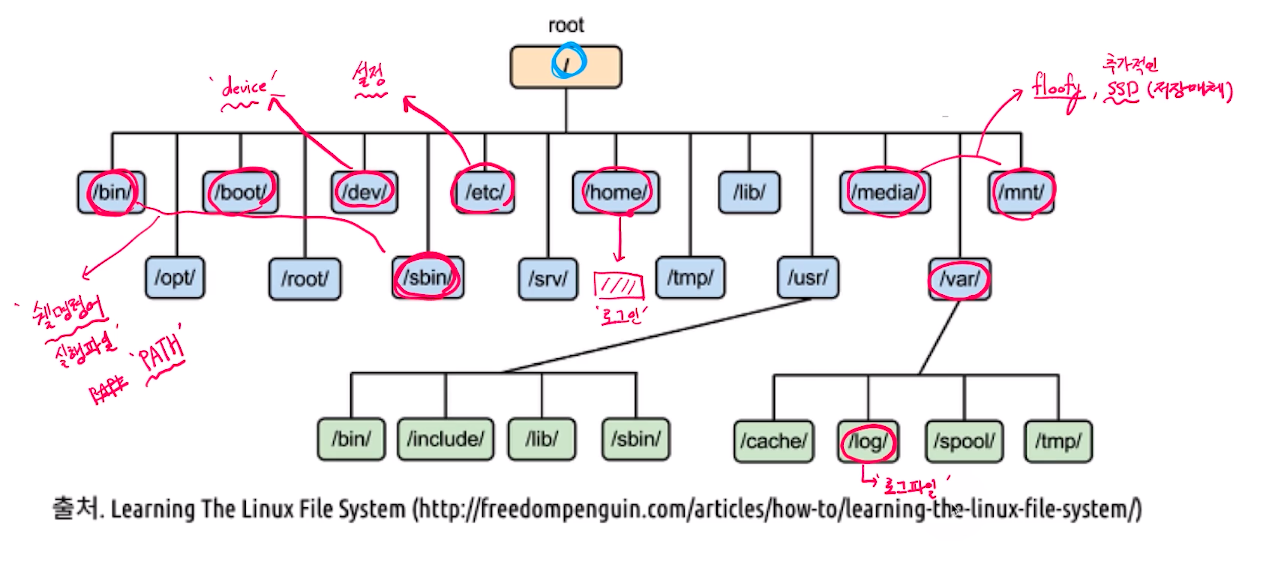 root
/
'device'
설정
추가적인
floofy, SSD (저장매체)
/bin/
/boot/
/dev/
/etc/
/home/
/lib/
/media/
/mnt/
/opt/
/root/
/sbin/
/srv/
/tmp/
/usr/
/var/
'로그인'
'쉘명령어
실행파일'
'PATH'
/bin/
/include/
/lib/
/sbin/
/cache/
/log/
/spool/
/tmp/
'로그파일'
출처. Learning The Linux File System (http://freedompenguin.com/articles/how-to/learning-the-linux-file-system/)